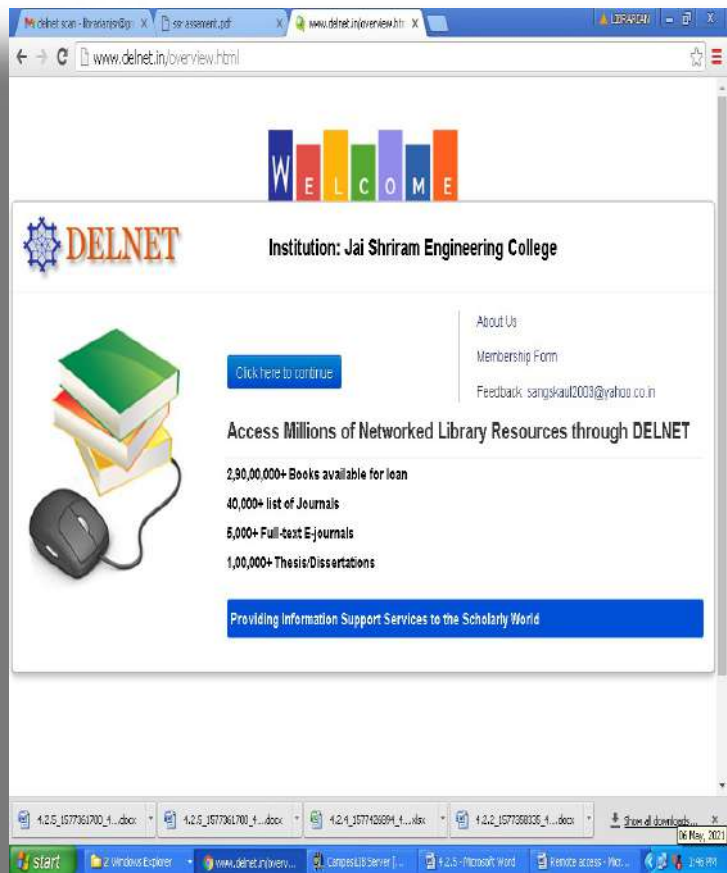 delnet scan - librarianjsr@g
ssr assement.pdf
www.delnet.in/overview.htm
LIBRARIAN
www.delnet.in/overview.html
WELCOME
DELNET
Institution: Jai Shriram Engineering College
About Us
Click here to continue
Membership Form
Feedback: sangskaul2003@yahoo.co.in
Access Millions of Networked Library Resources through DELNET
2,90,00,000+ Books available for loan
40,000+ list of Journals
5,000+ Full-text E-journals
1,00,000+ Thesis/Dissertations
Providing Information Support Services to the Scholarly World
4.2.5_1577361700_4....docx
4.2.5_1577361700_4....docx
4.2.4_1577426894_4....xlsx
4.2.2_1577358335_4....docx
Show all downloads...
06 May, 2021
start
2 Windows Explorer
www.delnet.in/overv...
CampesLIB Server [...
4.2.5 - Microsoft Word
Remote access - Mic...
1:46 PM